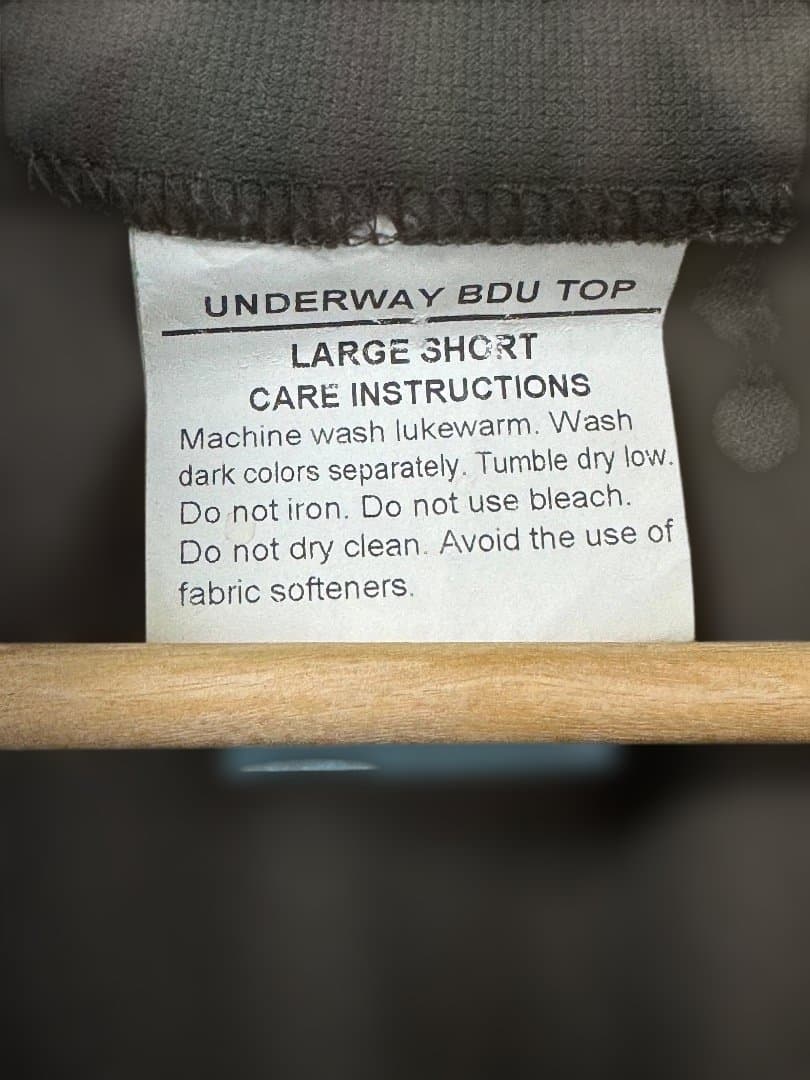 UNDERWAY BDU TOP
LARGE SHORT
CARE INSTRUCTIONS
Machine wash lukewarm. Wash
dark colors separately. Tumble dry low.
Do not iron. Do not use bleach.
Do not dry clean. Avoid the use of
fabric softeners.